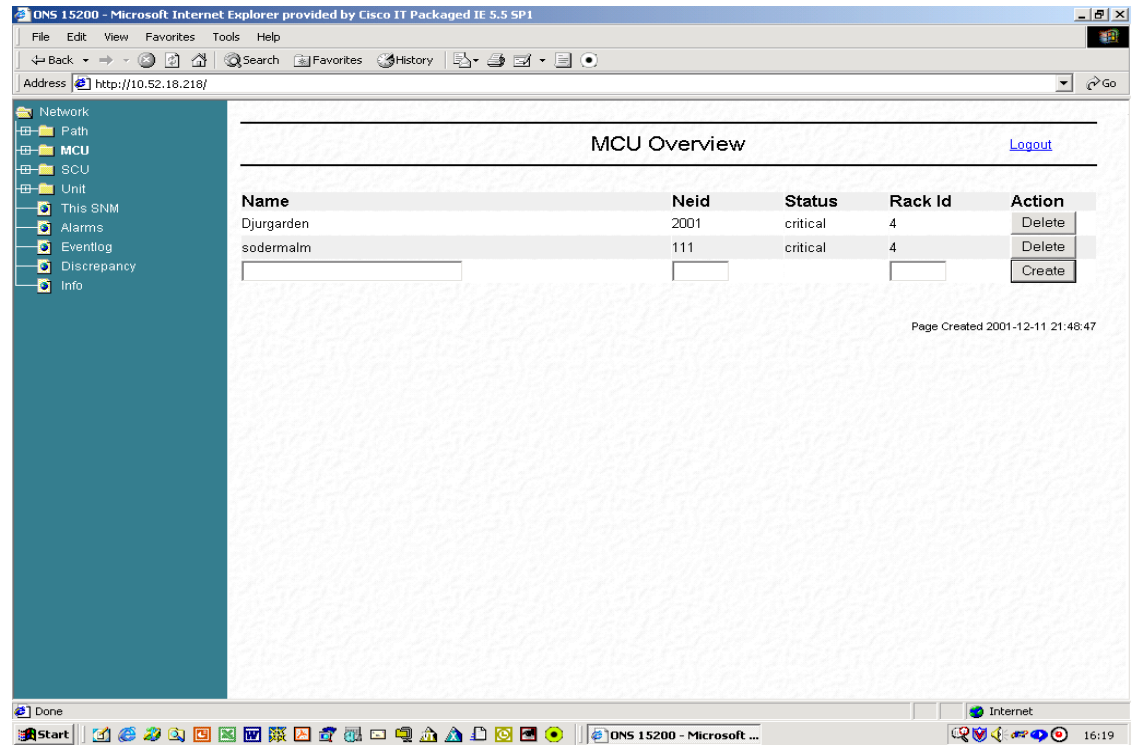 ONS 15200 - Microsoft Internet Explorer provided by Cisco IT Packaged IE 5.5 SP1
File Edit View Favorites Tools Help
Back Search Favorites History
Address http://10.52.18.218/ Go
Network
Path
MCU
SCU
Unit
This SNM
Alarms
Eventlog
Discrepancy
Info
MCU Overview Logout
Name Neid Status Rack Id Action
Djurgarden 2001 critical 4 Delete
sodermalm 111 critical 4 Delete
Create
Page Created 2001-12-11 21:48:47
Done Internet
Start ONS 15200 - Microsoft ... 16:19